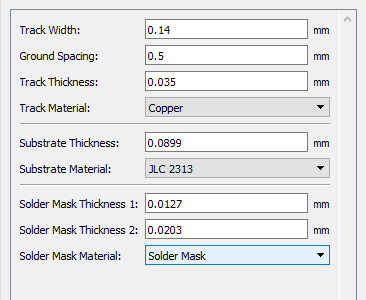 Track Width: 0.14 mm
Ground Spacing: 0.5 mm
Track Thickness: 0.035 mm
Track Material: Copper
Substrate Thickness: 0.0899 mm
Substrate Material: JLC 2313
Solder Mask Thickness 1: 0.0127 mm
Solder Mask Thickness 2: 0.0203 mm
Solder Mask Material: Solder Mask